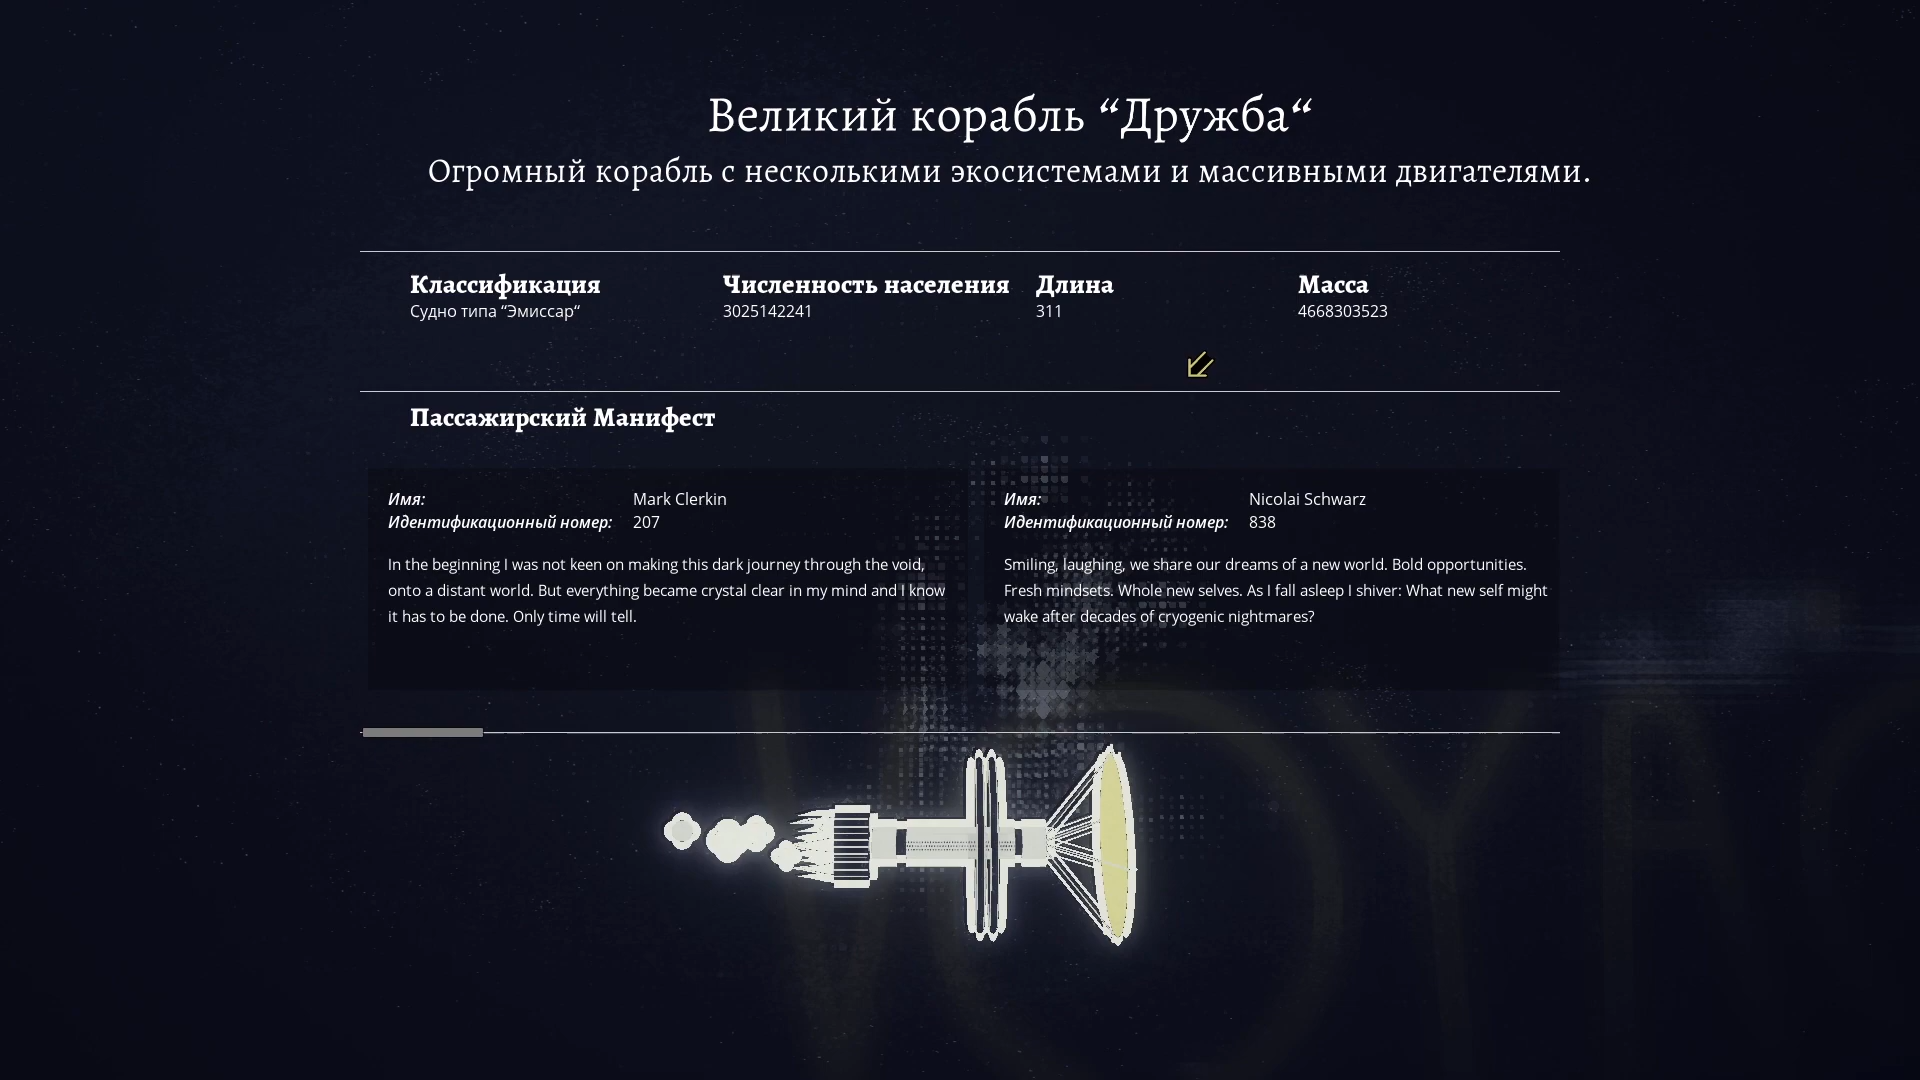 Великий корабль “Дружба“
Огромный корабль с несколькими экосистемами и массивными двигателями.
Классификация
Судно типа “Эмиссар“
Численность населения
3025142241
Длина
311
Масса
4668303523
Пассажирский Манифест
Имя: Mark Clerkin
Идентификационный номер: 207
In the beginning I was not keen on making this dark journey through the void,
onto a distant world. But everything became crystal clear in my mind and I know
it has to be done. Only time will tell.
Имя: Nicolai Schwarz
Идентификационный номер: 838
Smiling, laughing, we share our dreams of a new world. Bold opportunities.
Fresh mindsets. Whole new selves. As I fall asleep I shiver: What new self might
wake after decades of cryogenic nightmares?